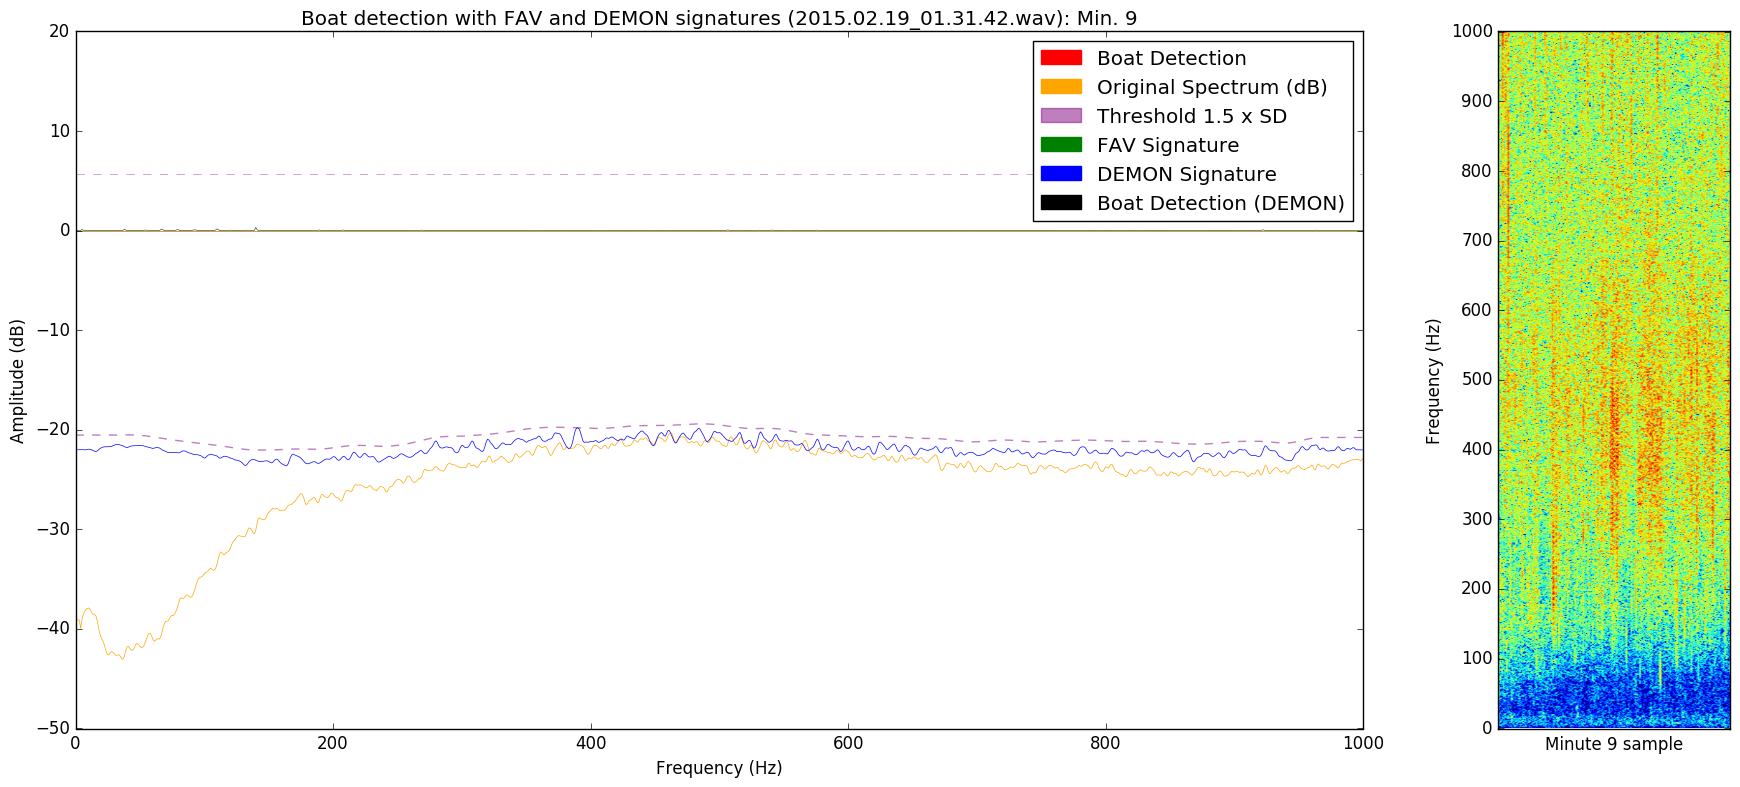 Boat detection with FAV and DEMON signatures (2015.02.19_01.31.42.wav): Min. 9
20
10
0
−10
−20
−30
−40
−50
Amplitude (dB)
0
200
400
600
800
1000
Frequency (Hz)
Boat Detection
Original Spectrum (dB)
Threshold 1.5 x SD
FAV Signature
DEMON Signature
Boat Detection (DEMON)
1000
900
800
700
600
500
400
300
200
100
0
Frequency (Hz)
Minute 9 sample